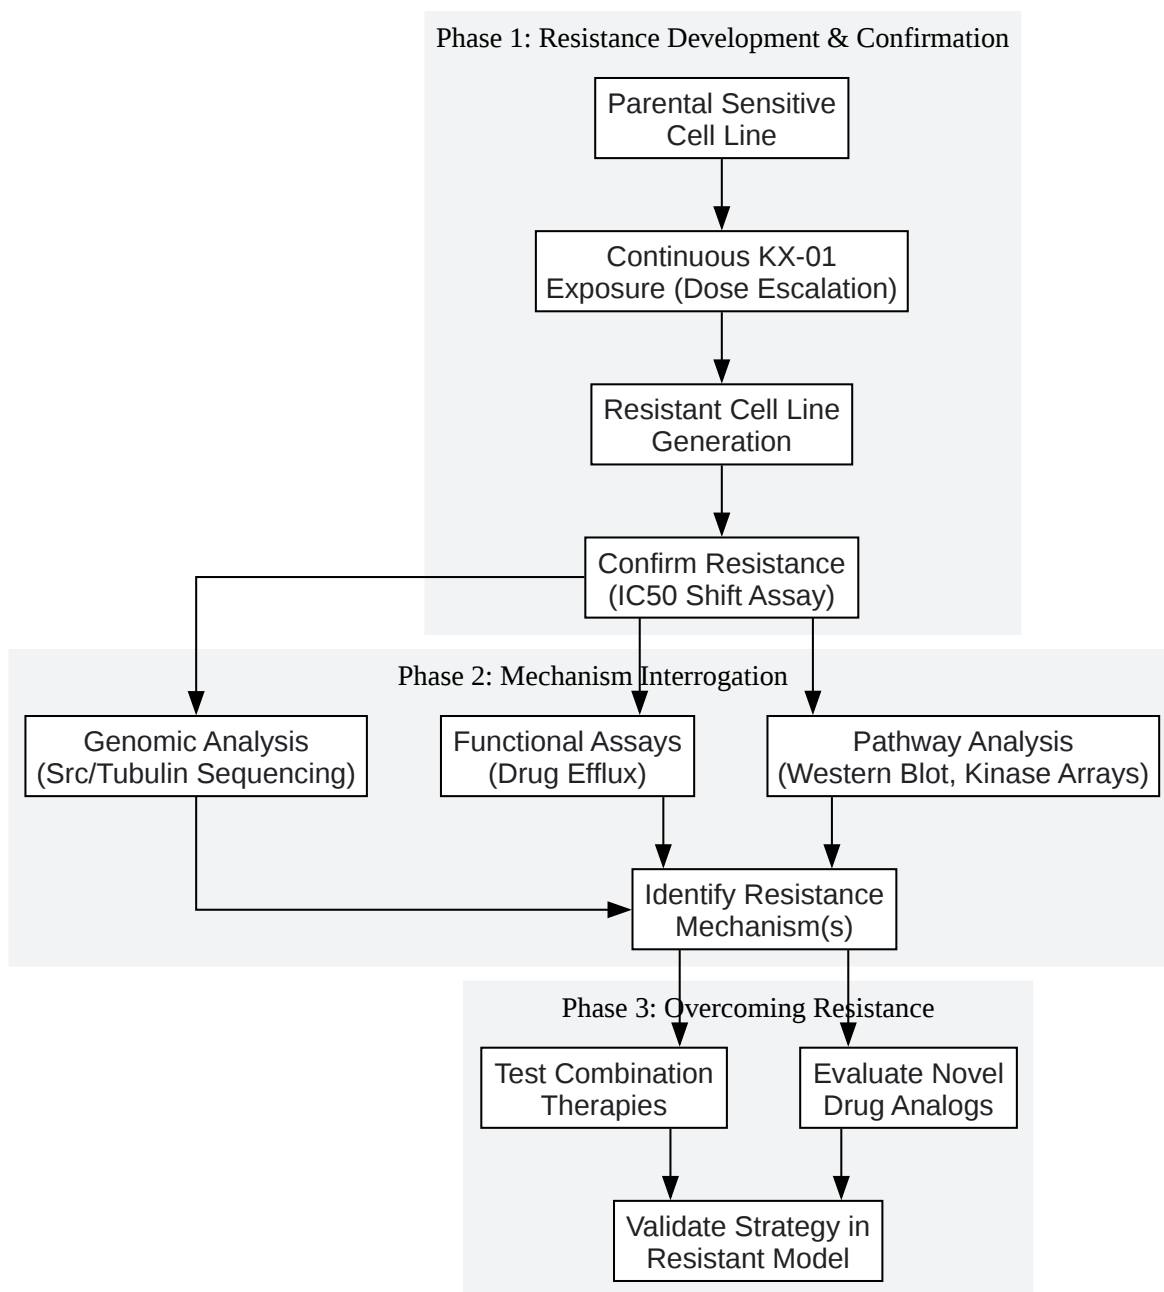 Phase 1: Resistance Development & Confirmation
Parental Sensitive
Cell Line
Continuous KX-01
Exposure (Dose Escalation)
Resistant Cell Line
Generation
Confirm Resistance
(IC50 Shift Assay)
Phase 2: Mechanism Interrogation
Genomic Analysis
(Src/Tubulin Sequencing)
Functional Assays
(Drug Efflux)
Pathway Analysis
(Western Blot, Kinase Arrays)
Identify Resistance
Mechanism(s)
Phase 3: Overcoming Resistance
Test Combination
Therapies
Evaluate Novel
Drug Analogs
Validate Strategy in
Resistant Model